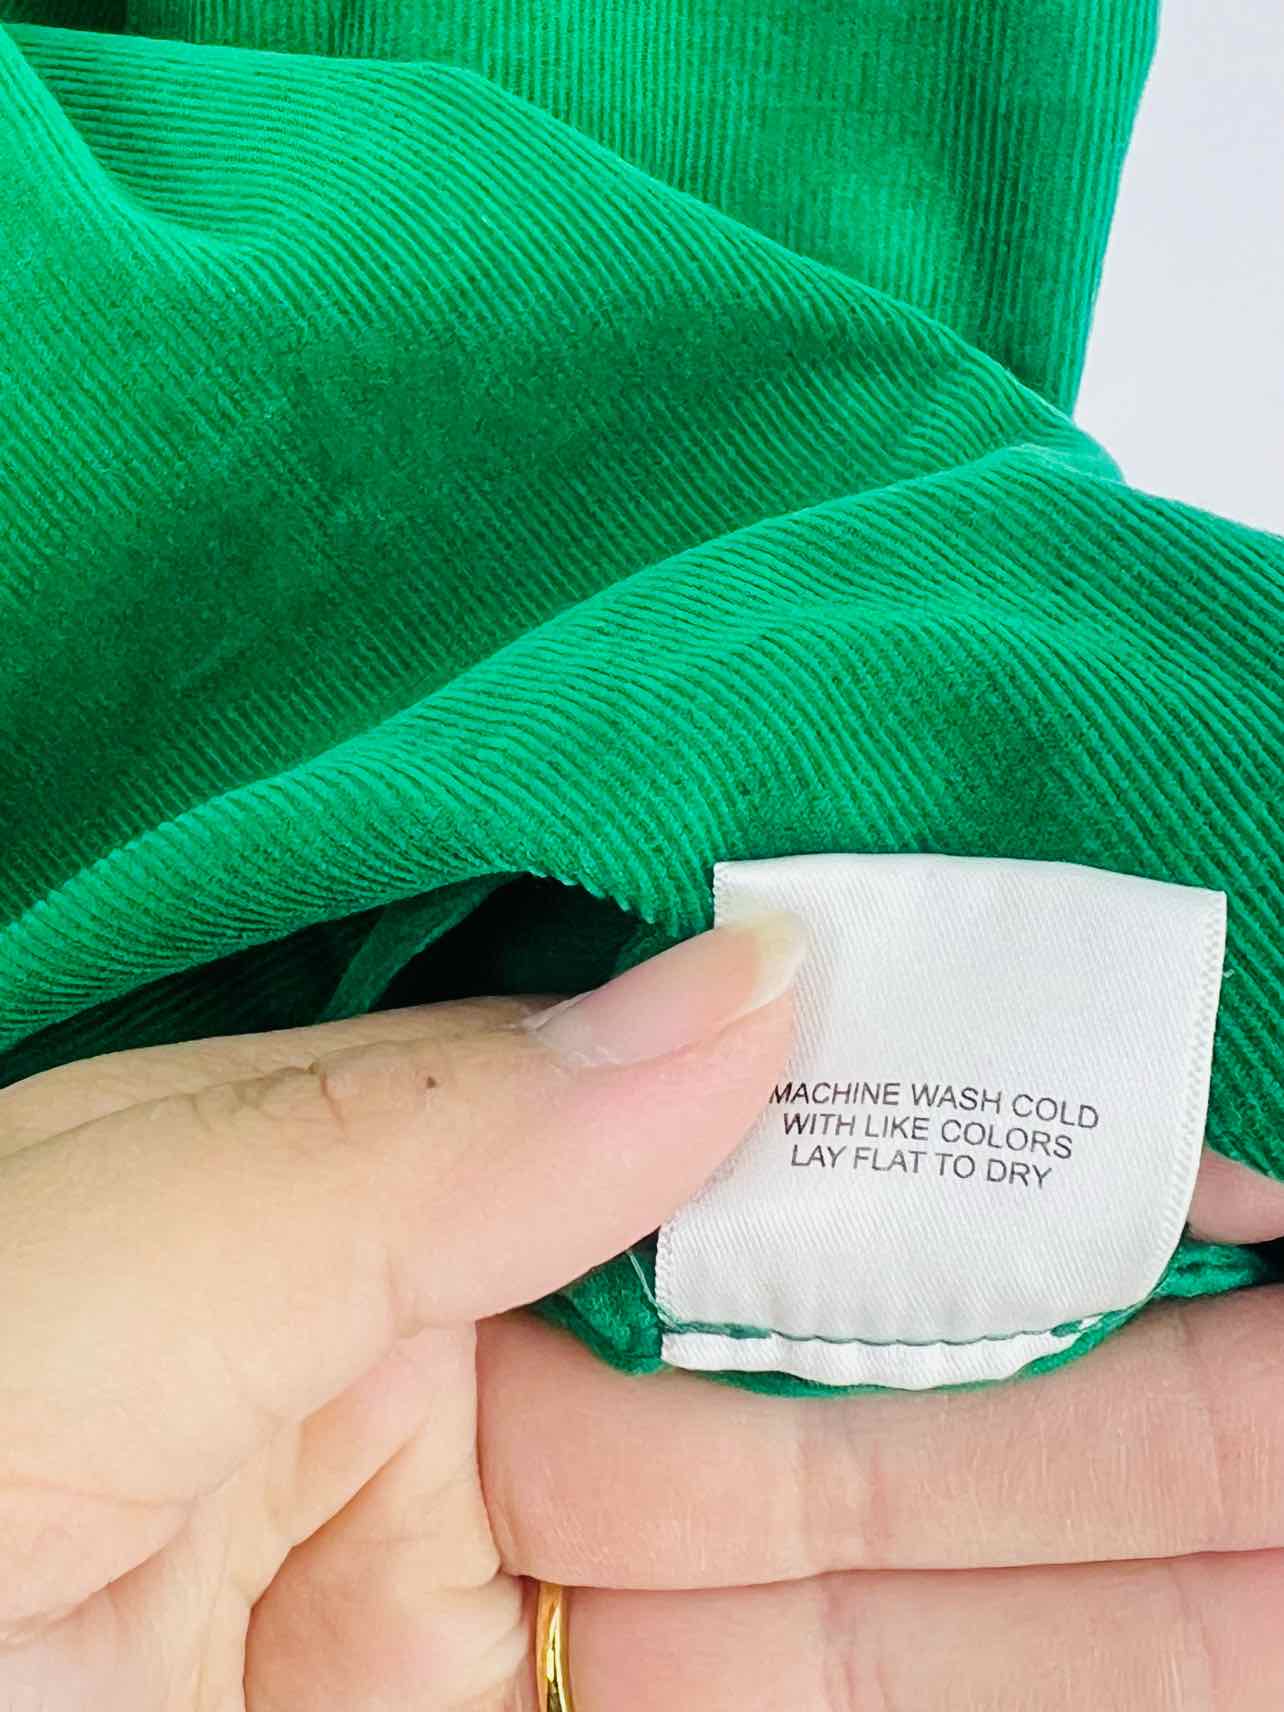 MACHINE WASH COLD
WITH LIKE COLORS
LAY FLAT TO DRY